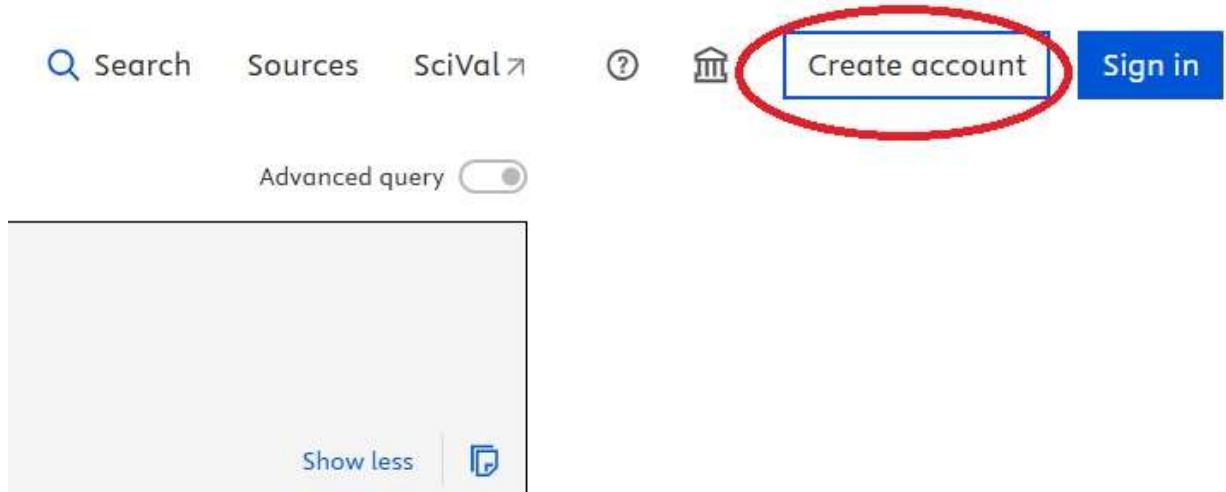 Search Sources SciVal Create account Sign in
Advanced query
Show less